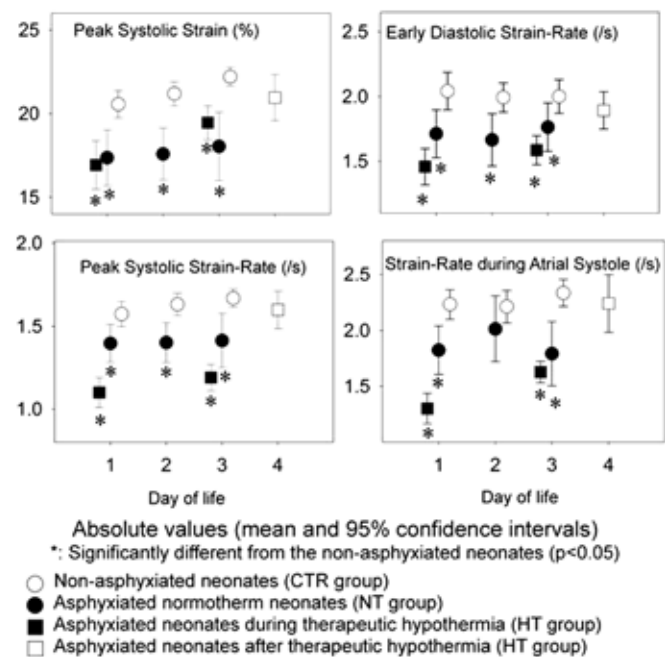 Peak Systolic Strain (%)
25
20
15
Early Diastolic Strain-Rate (/s)
2.5
2.0
1.5
Peak Systolic Strain-Rate (/s)
2.0
1.5
1.0
Strain-Rate during Atrial Systole (/s)
2.5
2.0
1.5
* * * * *
* * * * *
* * * * *
* * * *
1 2 3 4
Day of life
1 2 3 4
Day of life
Absolute values (mean and 95% confidence intervals)
*: Significantly different from the non-asphyxiated neonates (p<0.05)
Non-asphyxiated neonates (CTR group)
Asphyxiated normotherm neonates (NT group)
Asphyxiated neonates during therapeutic hypothermia (HT group)
Asphyxiated neonates after therapeutic hypothermia (HT group)